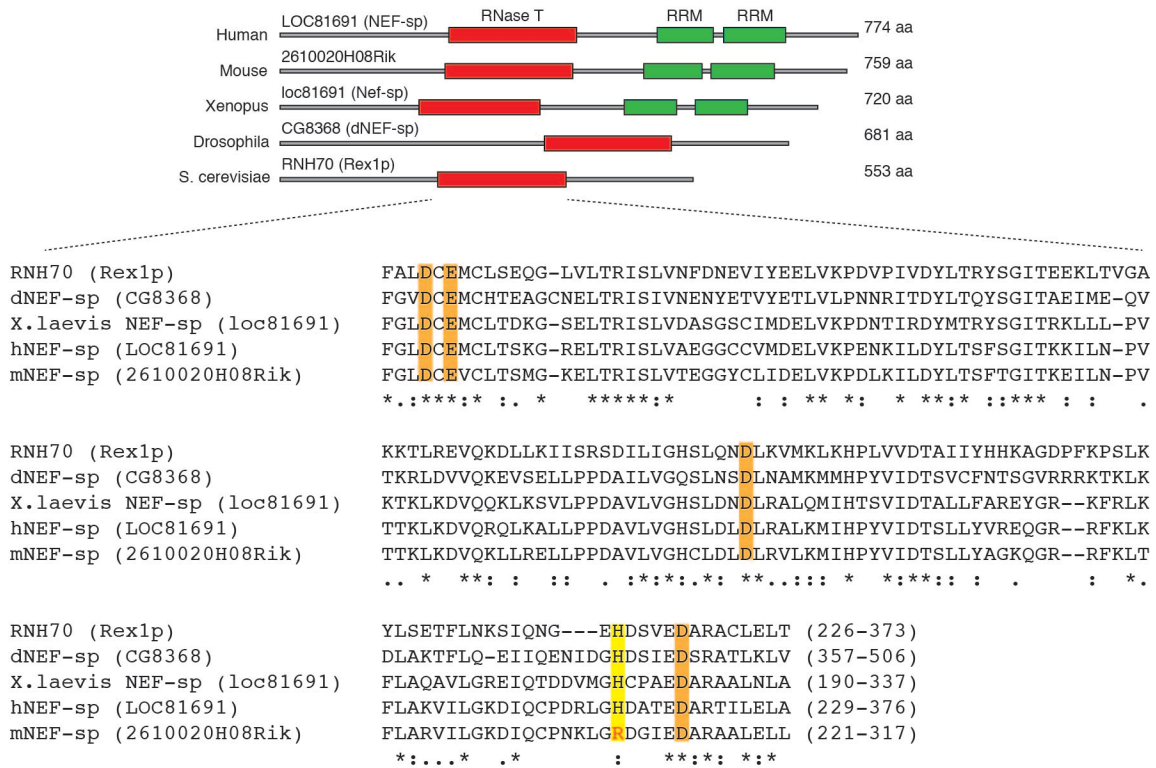 RNase T RRM RRM
Human LOC81691 (NEF-sp) 774 aa
Mouse 2610020H08Rik 759 aa
Xenopus loc81691 (Nef-sp) 720 aa
Drosophila CG8368 (dNEF-sp) 681 aa
S. cerevisiae RNH70 (Rex1p) 553 aa
RNH70 (Rex1p) FALDCEMCLSEQG-LVLTRISLVNFDNEVIYEELVKPDVPIVDYLTRYSGITEEKLTVGA
dNEF-sp (CG8368) FGVDCEMCHTEAGCNELTRISIVNENYETVYETLVLPNNRITDYLTQYSGITAEIME-QV
X.laevis NEF-sp (loc81691) FGLDCEMCLTDKG-SELTRISLVDASGSCIMDELVKPDNTIRDYMTRYSGITRKLLL-PV
hNEF-sp (LOC81691) FGLDCEMCLTSKG-RELTRISLVAEGGCCVMDELVKPENKILDYLTSFSGITKKILN-PV
mNEF-sp (2610020H08Rik) FGLDCEVCLTSMG-KELTRISLVTEGGYCLIDELVKPDLKILDYLTSFTGITKEILN-PV
*.:***:* :. * *****:* : : ** *: * **:* ::*** : : .
RNH70 (Rex1p) KKTLREVQKDLLKIISRSDILIGHSLQNDLKVMKLKHPLVVDTAIIYHHKAGDPFKPSLK
dNEF-sp (CG8368) TKRLDVVQKEVSELLPPDAILVGQSLNSDLNAMKMMHPYVIDTSVCFNTSGVRRRKTKLK
X.laevis NEF-sp (loc81691) KTKLKDVQQKLKSVLPPDAVLVGHSLDNDLRALQMIHTSVIDTALLFAREYGR--KFRLK
hNEF-sp (LOC81691) TTKLKDVQRQLKALLPPDAVLVGHSLDLDLRALKMIHPYVIDTSLLYVREQGR--RFKLK
mNEF-sp (2610020H08Rik) TTKLKDVQKLLRELLPPDAVLVGHCLDLDLRVLKMIHPYVIDTSLLYAGKQGR--RFKLT
.. * **: : ::. . :*:*:.*: **..:::* * *:**:: : . : *.
RNH70 (Rex1p) YLSETFLNKSIQNG---EHDSVEDARACLELT (226-373)
dNEF-sp (CG8368) DLAKTFLQ-EIIQENIDGHDSIEDSRATLKLV (357-506)
X.laevis NEF-sp (loc81691) FLAQAVLGREIQTDDVMGHCPAEDARAALNLA (190-337)
hNEF-sp (LOC81691) FLAKVILGKDIQCPDRLGHDATEDARTILELA (229-376)
mNEF-sp (2610020H08Rik) FLARVILGKDIQCPNKLGRDGIEDARAALELL (221-317)
*:...* .* : **:*: *:*